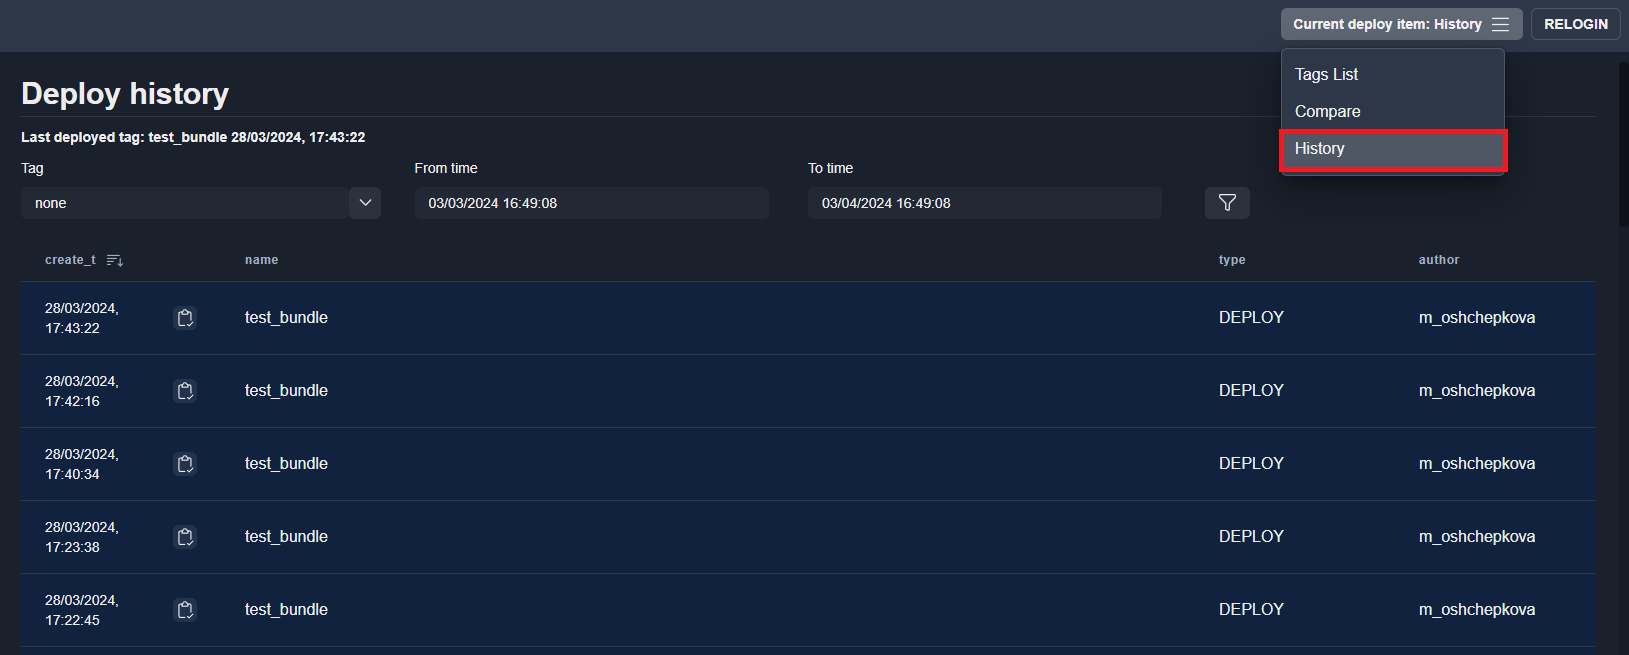 Current deploy item: History
RELOGIN
Tags List
Compare
History
Deploy history
Last deployed tag: test_bundle 28/03/2024, 17:43:22
Tag
From time
To time
none
03/03/2024 16:49:08
03/04/2024 16:49:08
create_t
name
type
author
28/03/2024,
17:43:22
test_bundle
DEPLOY
m_oshchepkova
28/03/2024,
17:42:16
test_bundle
DEPLOY
m_oshchepkova
28/03/2024,
17:40:34
test_bundle
DEPLOY
m_oshchepkova
28/03/2024,
17:23:38
test_bundle
DEPLOY
m_oshchepkova
28/03/2024,
17:22:45
test_bundle
DEPLOY
m_oshchepkova